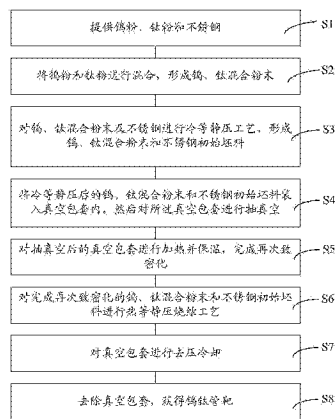 提供钨粉、钛粉和不锈钢
S1
将钨粉和钛粉进行混合，形成钨、钛混合粉末
S2
对钨、钛混合粉末及不锈钢进行冷等静压工艺，形成
钨、钛混合粉末和不锈钢初始坯料
S3
将冷等静压后的钨、钛混合粉末和不锈钢初始坯料装
入真空包套内。然后对所述真空包套进行抽真空
S4
对抽真空后的真空包套进行加热并保温，完成再次致
密化
S5
对完成再次致密化的钨、钛混合粉末和不锈钢初始坯
料进行热等静压烧结工艺
S6
对真空包套进行去压冷却
S7
去除真空包套，获得钨钛管靶
S8